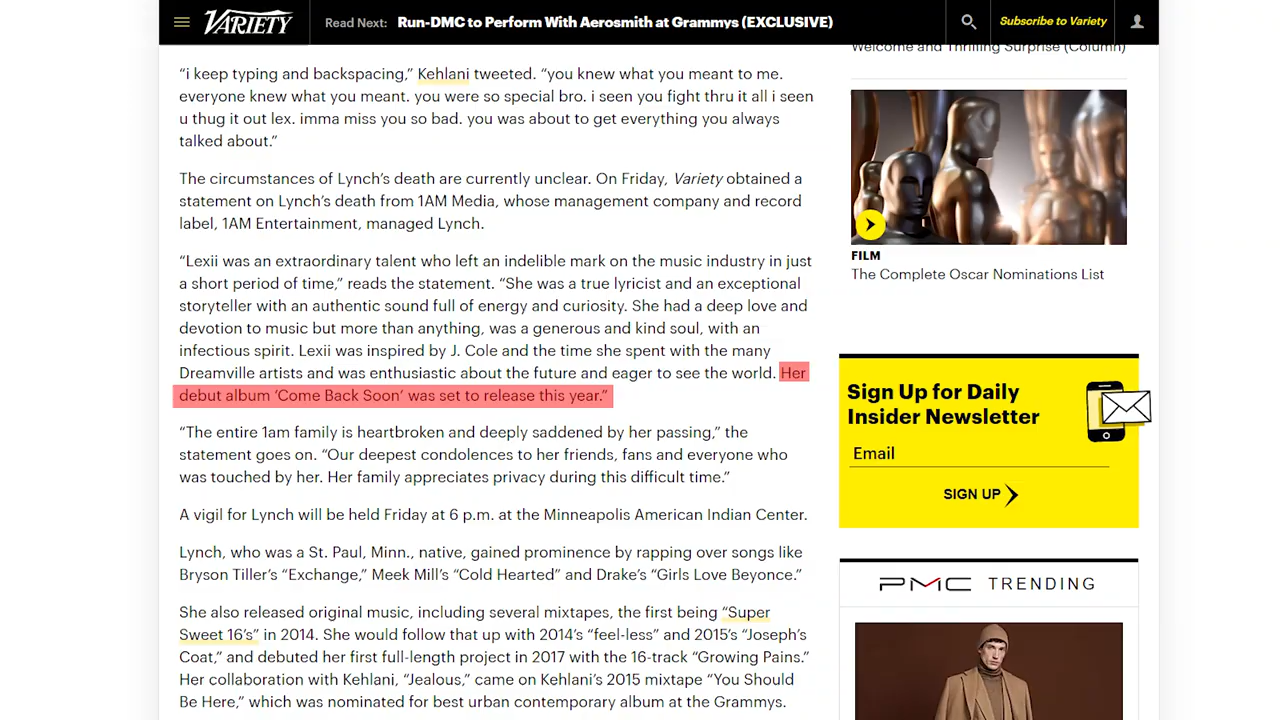 VARIETY
Read Next: Run-DMC to Perform With Aerosmith at Grammys (EXCLUSIVE)
Subscribe to Variety
“i keep typing and backspacing,” Kehlani tweeted. “you knew what you meant to me.
everyone knew what you meant. you were so special bro. i seen you fight thru it all i seen
u thug it out lex. imma miss you so bad. you was about to get everything you always
talked about.”
The circumstances of Lynch’s death are currently unclear. On Friday, Variety obtained a
statement on Lynch’s death from 1AM Media, whose management company and record
label, 1AM Entertainment, managed Lynch.
“Lexii was an extraordinary talent who left an indelible mark on the music industry in just
a short period of time,” reads the statement. “She was a true lyricist and an exceptional
storyteller with an authentic sound full of energy and curiosity. She had a deep love and
devotion to music but more than anything, was a generous and kind soul, with an
infectious spirit. Lexii was inspired by J. Cole and the time she spent with the many
Dreamville artists and was enthusiastic about the future and eager to see the world. Her
debut album ‘Come Back Soon’ was set to release this year.”
“The entire 1am family is heartbroken and deeply saddened by her passing,” the
statement goes on. “Our deepest condolences to her friends, fans and everyone who
was touched by her. Her family appreciates privacy during this difficult time.”
A vigil for Lynch will be held Friday at 6 p.m. at the Minneapolis American Indian Center.
Lynch, who was a St. Paul, Minn., native, gained prominence by rapping over songs like
Bryson Tiller’s “Exchange,” Meek Mill’s “Cold Hearted” and Drake’s “Girls Love Beyonce.”
She also released original music, including several mixtapes, the first being “Super
Sweet 16’s” in 2014. She would follow that up with 2014’s “feel-less” and 2015’s “Joseph’s
Coat,” and debuted her first full-length project in 2017 with the 16-track “Growing Pains.”
Her collaboration with Kehlani, “Jealous,” came on Kehlani’s 2015 mixtape “You Should
Be Here,” which was nominated for best urban contemporary album at the Grammys.
Welcome and Thrilling Surprise (Column)
FILM
The Complete Oscar Nominations List
Sign Up for Daily
Insider Newsletter
Email
SIGN UP
PMC TRENDING